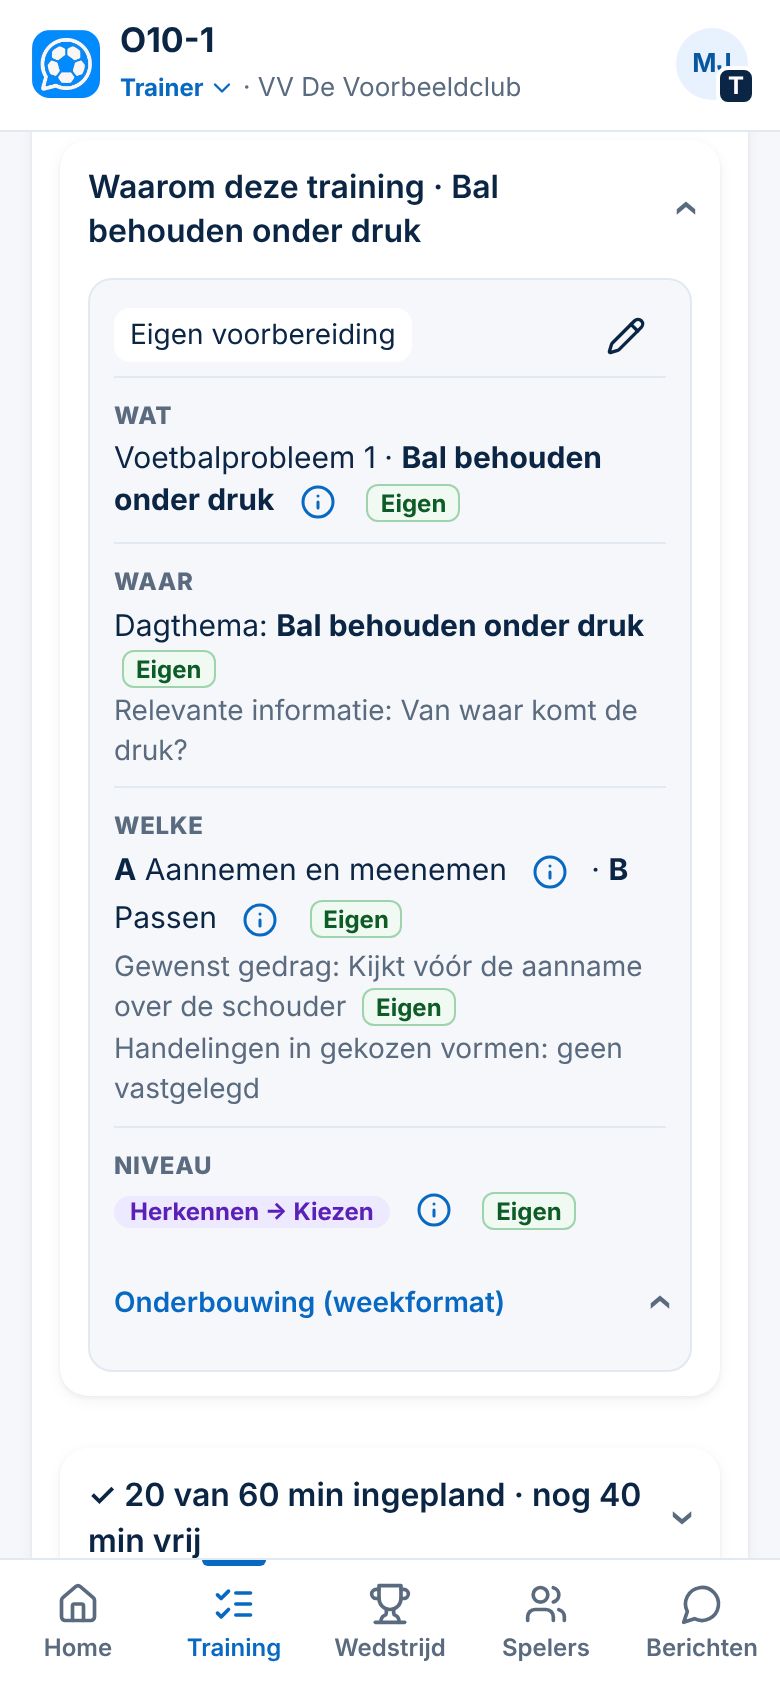 O10-1
Trainer · VV De Voorbeeldclub
T
Waarom deze training · Bal
behouden onder druk
Eigen voorbereiding
WAT
Voetbalprobleem 1 · Bal behouden
onder druk Eigen
WAAR
Dagthema: Bal behouden onder druk
Eigen
Relevante informatie: Van waar komt de
druk?
WELKE
A Aannemen en meenemen · B
Passen Eigen
Gewenst gedrag: Kijkt vóór de aanname
over de schouder Eigen
Handelingen in gekozen vormen: geen
vastgelegd
NIVEAU
Herkennen → Kiezen Eigen
Onderbouwing (weekformat)
✓ 20 van 60 min ingepland · nog 40
min vrij
Home Training Wedstrijd Spelers Berichten